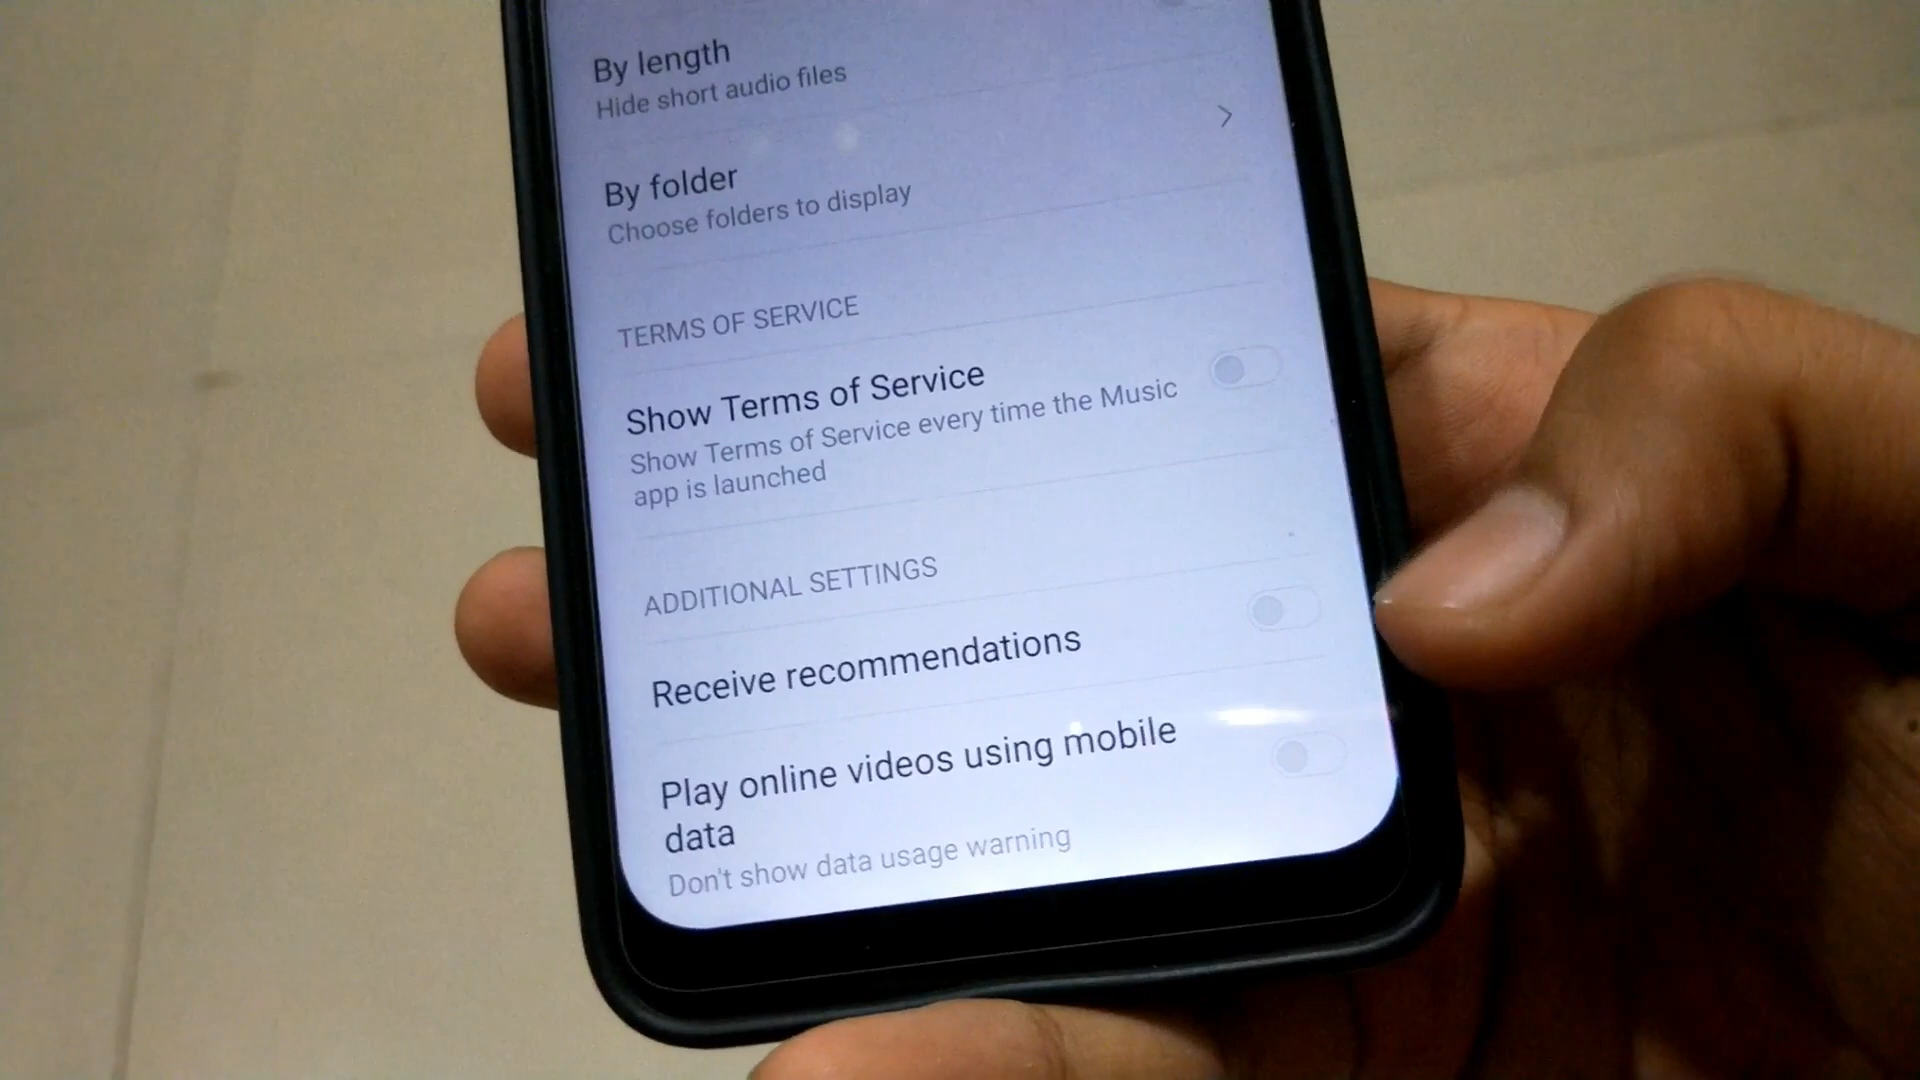 By length
Hide short audio files
By folder
Choose folders to display
TERMS OF SERVICE
Show Terms of Service
Show Terms of Service every time the Music
app is launched
ADDITIONAL SETTINGS
Receive recommendations
Play online videos using mobile
data
Don't show data usage warning